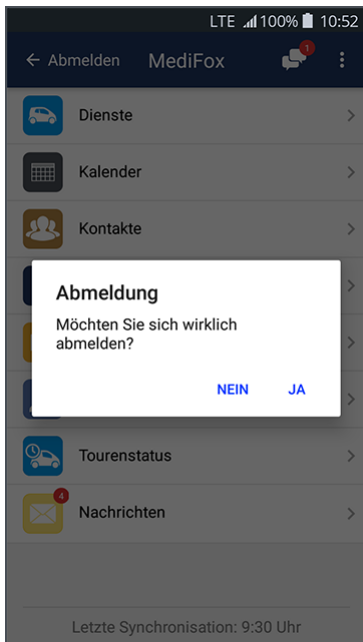 LTE 100% 10:52
← Abmelden MediFox 1
Dienste
Kalender
Kontakte
Abmeldung
Möchten Sie sich wirklich
abmelden?
NEIN JA
Tourenstatus
4
Nachrichten
Letzte Synchronisation: 9:30 Uhr